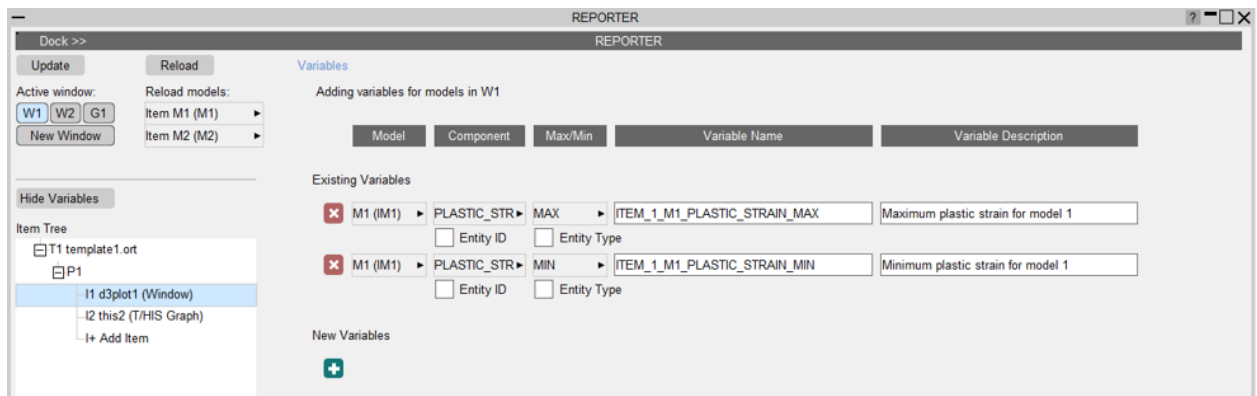 REPORTER
?
Dock >> REPORTER
Update Reload Variables
Active window: Reload models: Adding variables for models in W1
W1 W2 G1 Item M1 (M1)
New Window Item M2 (M2)
Model Component Max/Min Variable Name Variable Description
Existing Variables
Hide Variables
M1 (IM1) PLASTIC_STR MAX ITEM_1_M1_PLASTIC_STRAIN_MAX Maximum plastic strain for model 1
Item Tree
Entity ID Entity Type
T1 template1.ort
M1 (IM1) PLASTIC_STR MIN ITEM_1_M1_PLASTIC_STRAIN_MIN Minimum plastic strain for model 1
P1
Entity ID Entity Type
I1 d3plot1 (Window)
I2 this2 (T/HIS Graph)
I+ Add Item
New Variables